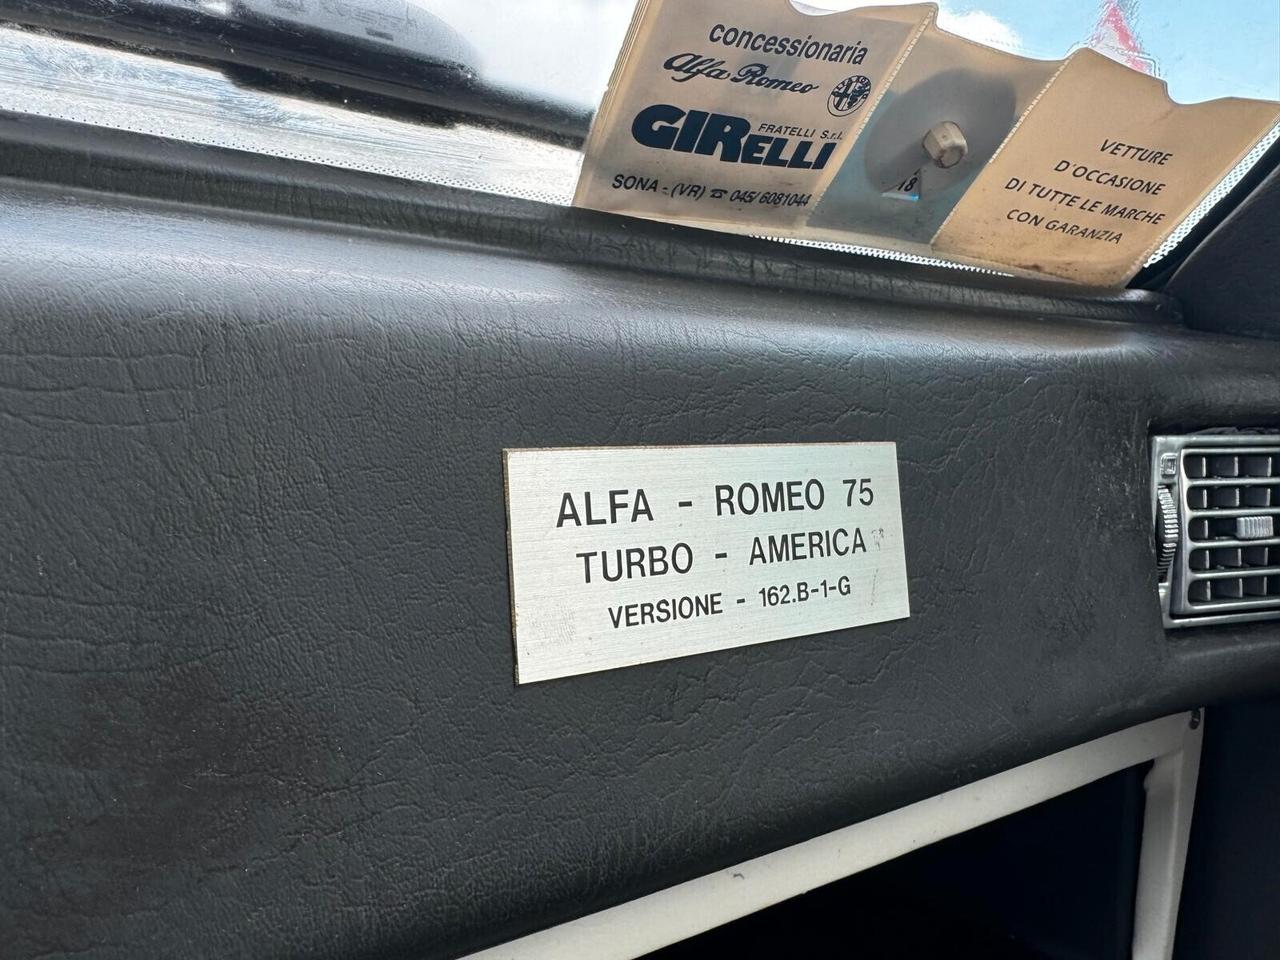 concessionaria
Alfa Romeo
GIRELLI
FRATELLI S.r.l.
SONA - (VR) ☎ 045/6081044
18
VETTURE
D'OCCASIONE
DI TUTTE LE MARCHE
CON GARANZIA
ALFA - ROMEO 75
TURBO - AMERICA
VERSIONE - 162.B-1-G